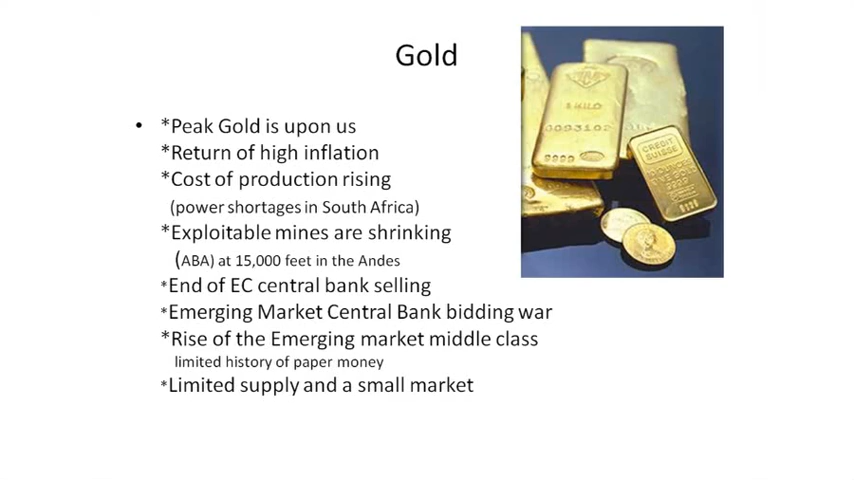 Gold
• *Peak Gold is upon us
*Return of high inflation
*Cost of production rising
(power shortages in South Africa)
*Exploitable mines are shrinking
(ABA) at 15,000 feet in the Andes
*End of EC central bank selling
*Emerging Market Central Bank bidding war
*Rise of the Emerging market middle class
limited history of paper money
*Limited supply and a small market
1 KILO
9999
CREDIT
SUISSE